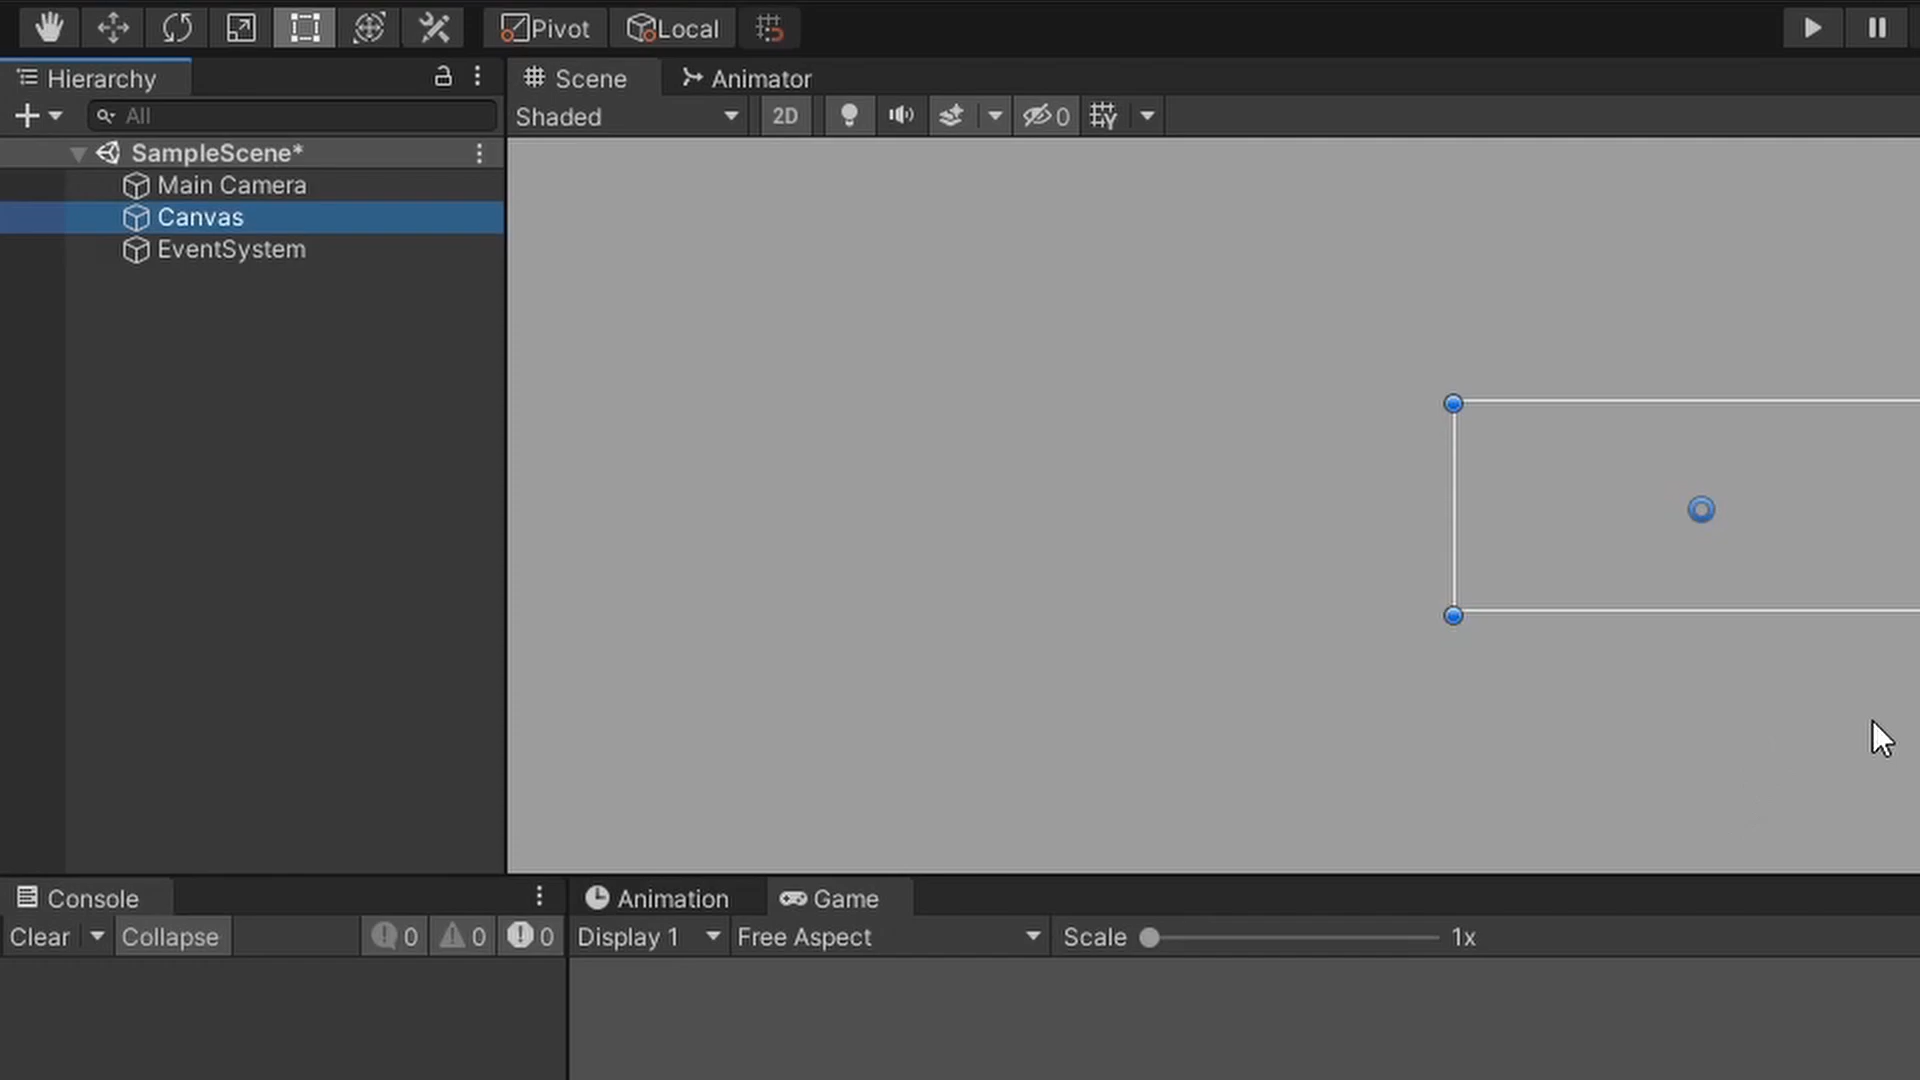 Pivot Local
Hierarchy
Scene Animator
All
Shaded 2D 0
SampleScene*
Main Camera
Canvas
EventSystem
Console
Animation Game
Clear Collapse 0 0 0
Display 1 Free Aspect Scale 1x